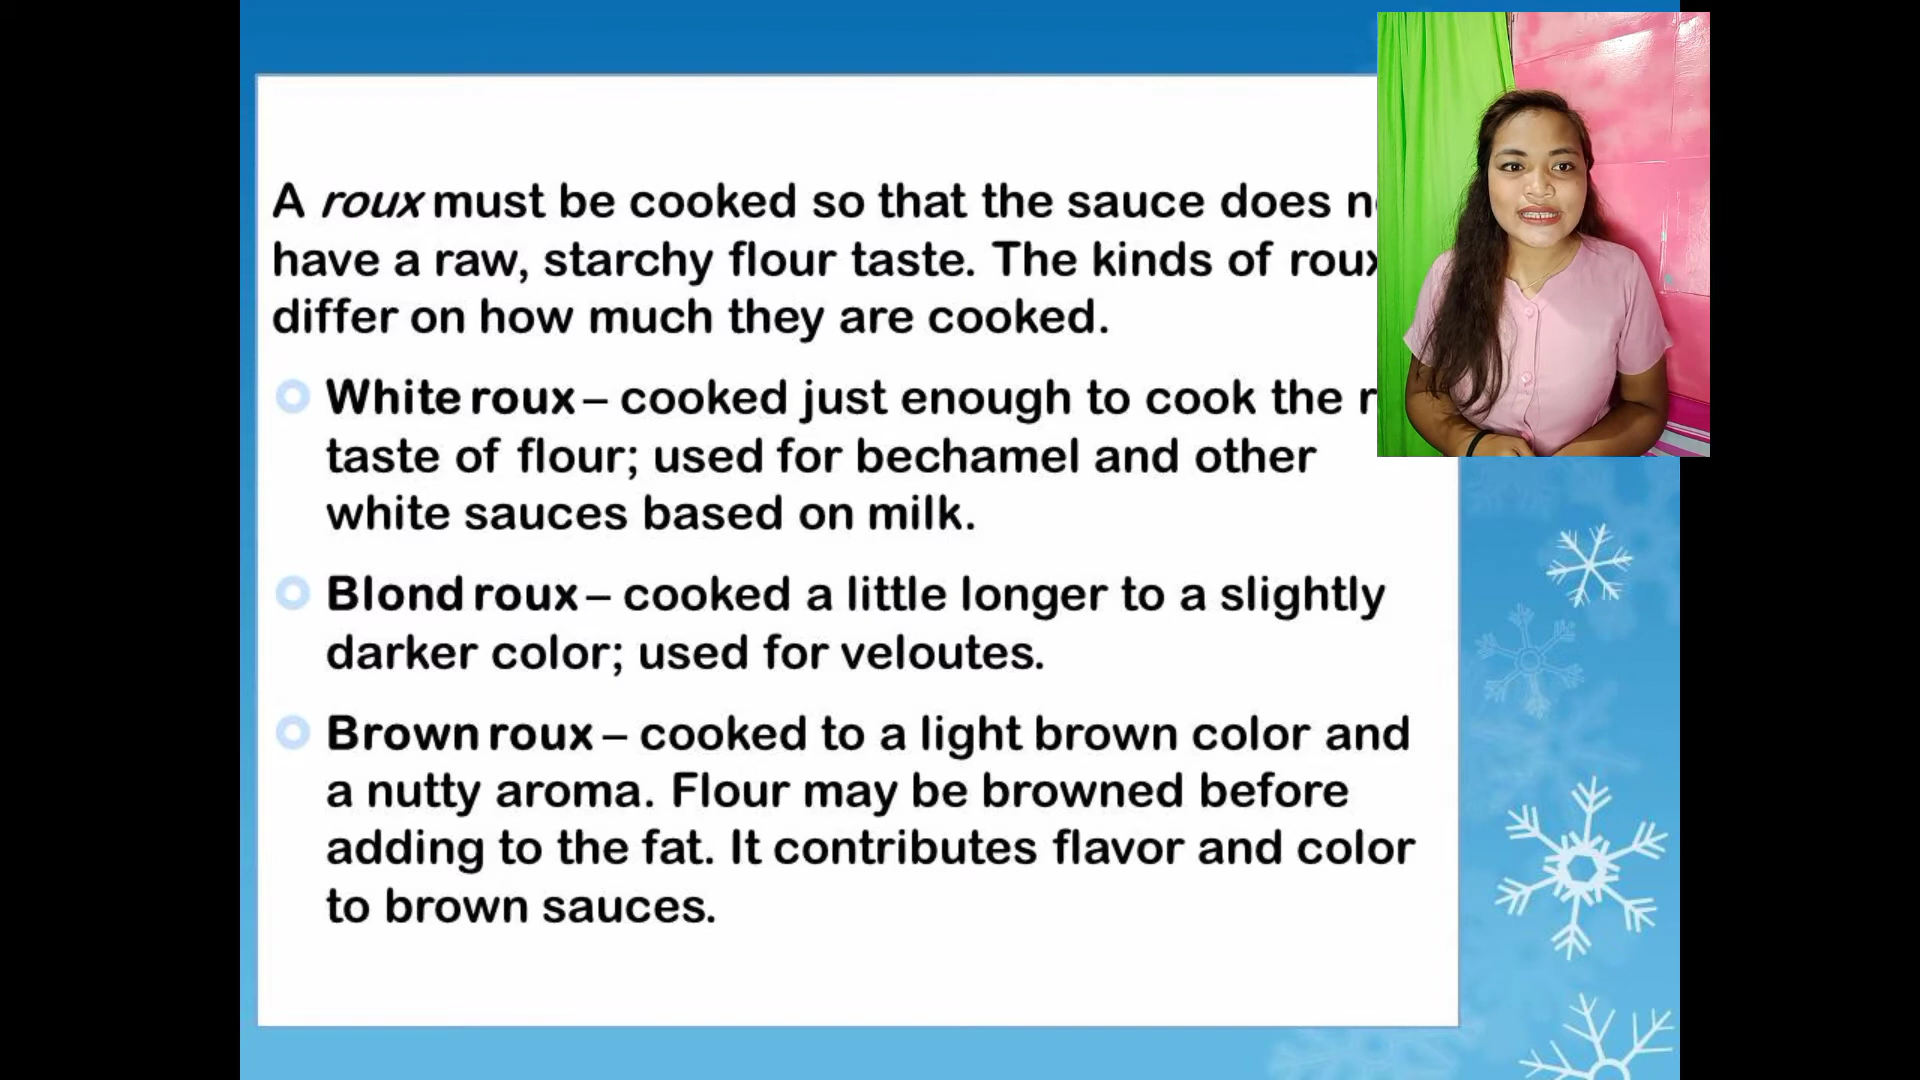 A roux must be cooked so that the sauce does
have a raw, starchy flour taste. The kinds of roux
differ on how much they are cooked.
White roux – cooked just enough to cook the
taste of flour; used for bechamel and other
white sauces based on milk.
Blond roux – cooked a little longer to a slightly
darker color; used for veloutes.
Brown roux – cooked to a light brown color and
a nutty aroma. Flour may be browned before
adding to the fat. It contributes flavor and color
to brown sauces.